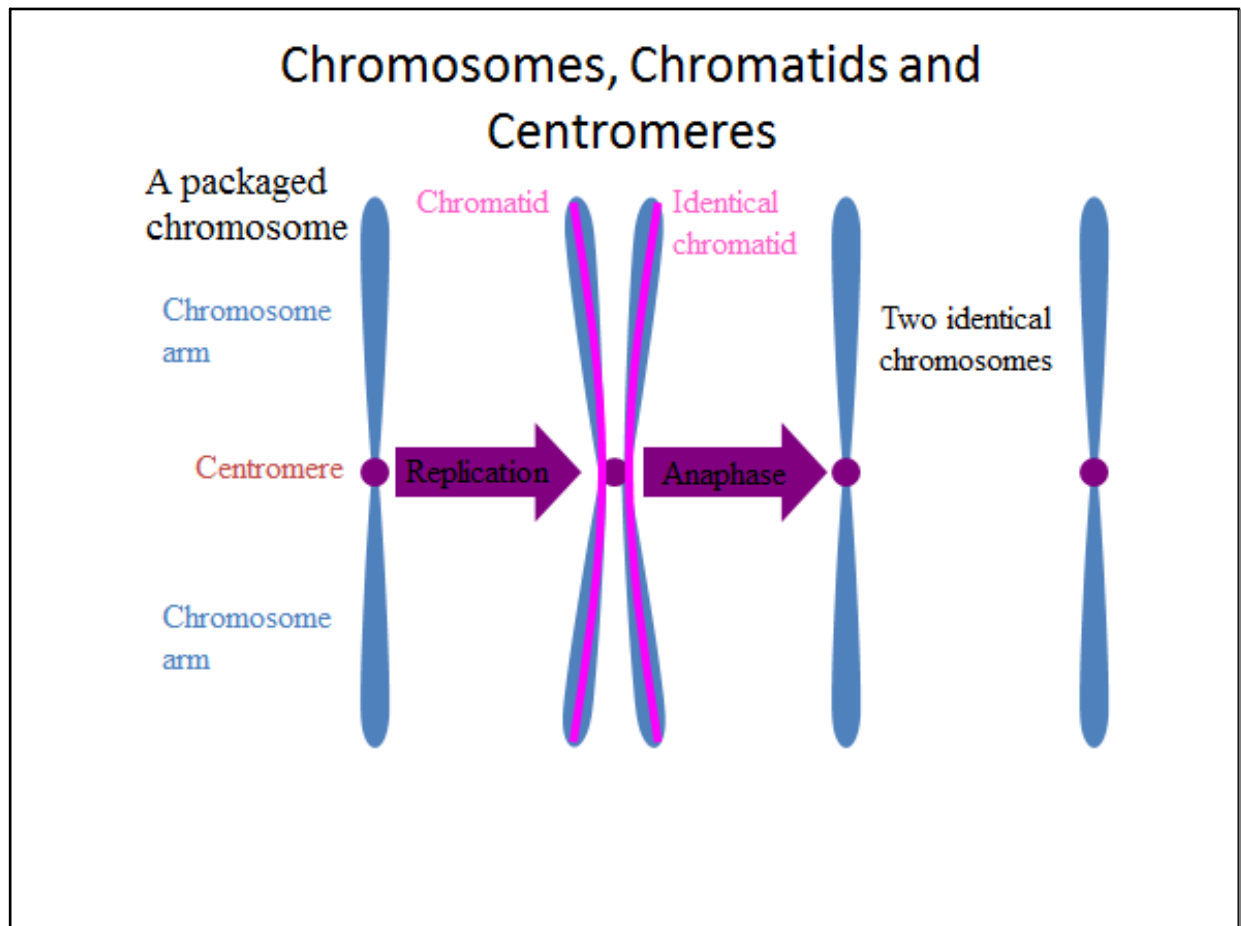 Chromosomes, Chromatids and
Centromeres
A packaged
chromosome
Chromatid
Identical
chromatid
Chromosome
arm
Two identical
chromosomes
Centromere
Replication
Anaphase
Chromosome
arm